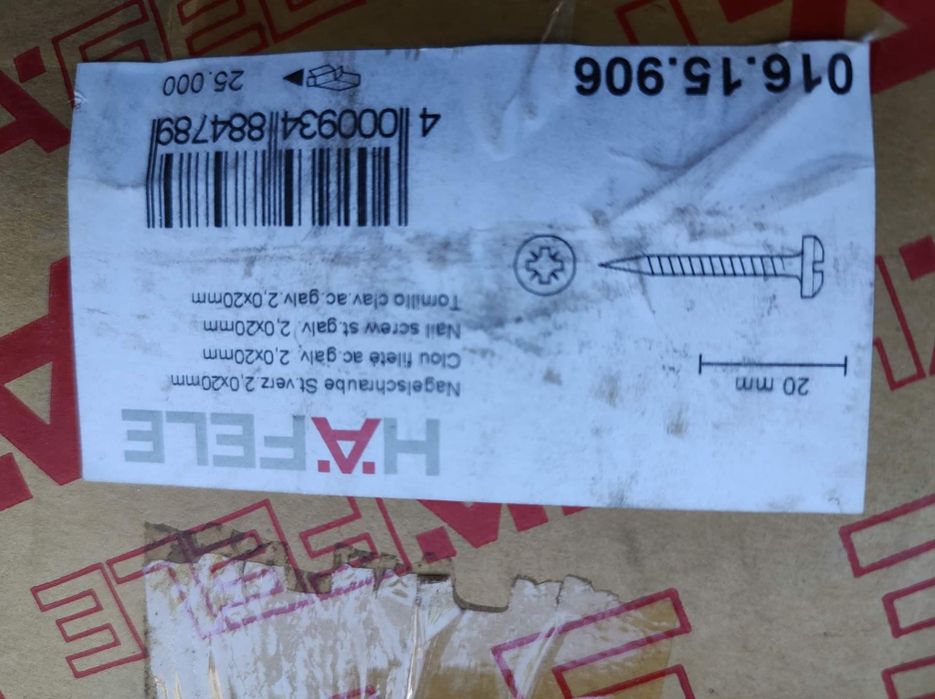 HÄFELE
Nagelschraube St.verz.2,0x20mm
Clou fileté ac galv. 2,0x20mm
Nail screw st.galv. 2,0x20mm
Tornillo clav.ac.galv.2,0x20mm
20 mm
4 000934 884789
25.000
016.15.906
HÄFELE